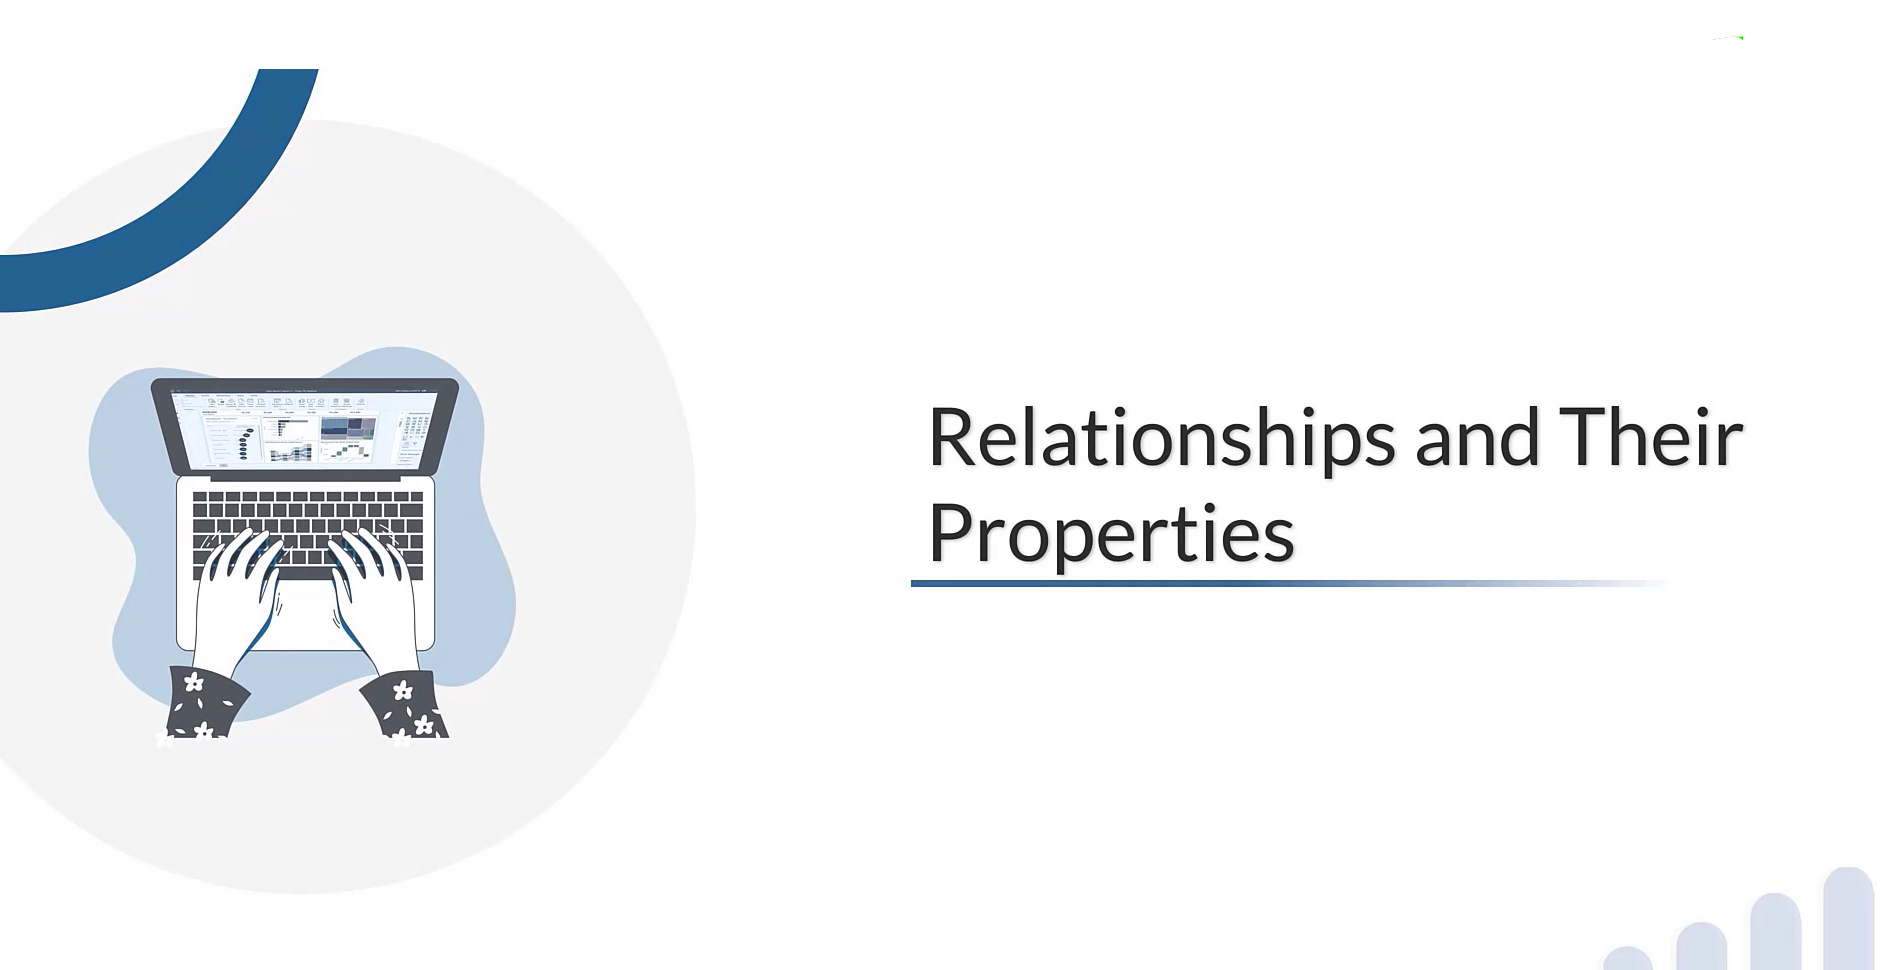 Relationships and Their
Properties